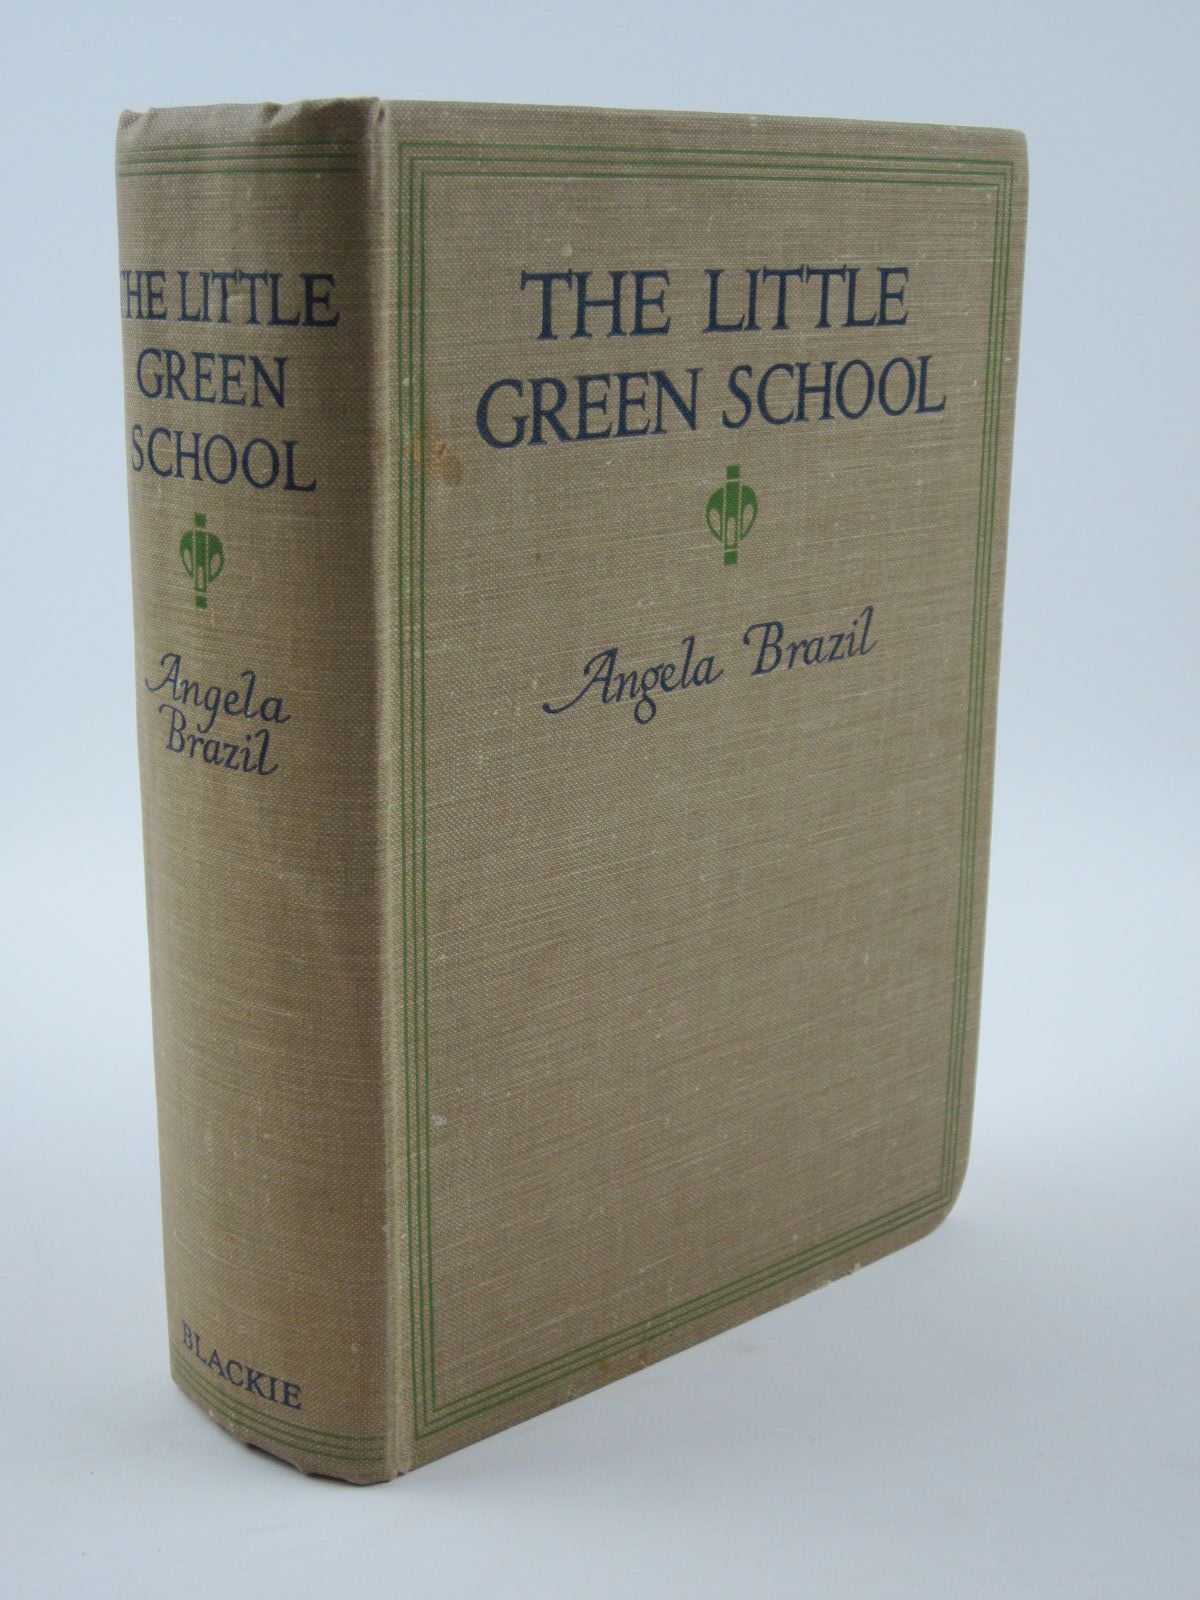 THE LITTLE
GREEN
SCHOOL
Angela
Brazil
BLACKIE
THE LITTLE
GREEN SCHOOL
Angela Brazil